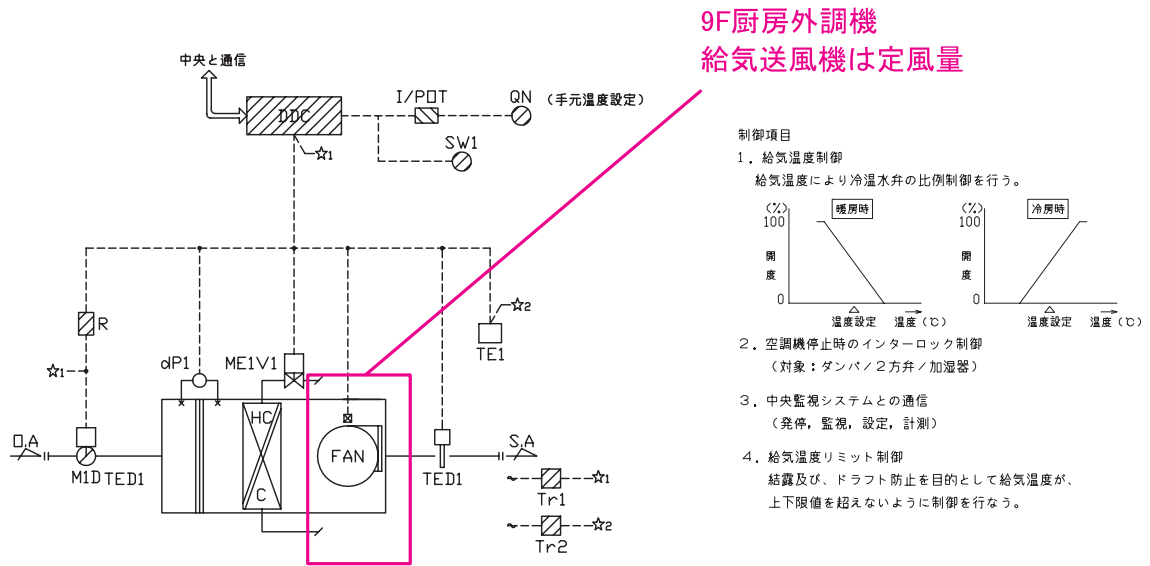 9F厨房外調機
給気送風機は定風量
中央と通信
DDC
I/POT
QN
(手元温度設定)
SW1
☆1
R
dP1
ME1V1
☆2
TE1
☆1
HC
C
FAN
O.A
M1D
TED1
TED1
S.A
Tr1
☆1
Tr2
☆2
制御項目
1. 給気温度制御
給気温度により冷温水弁の比例制御を行う。
(%)
暖房時
100
開
度
0
温度設定
温度 (℃)
(%)
冷房時
100
開
度
0
温度設定
温度 (℃)
2. 空調機停止時のインターロック制御
(対象:ダンパ/2方弁/加湿器)
3. 中央監視システムとの通信
(発停,監視,設定,計測)
4. 給気温度リミット制御
結露及び、ドラフト防止を目的として給気温度が、
上下限値を超えないように制御を行なう。